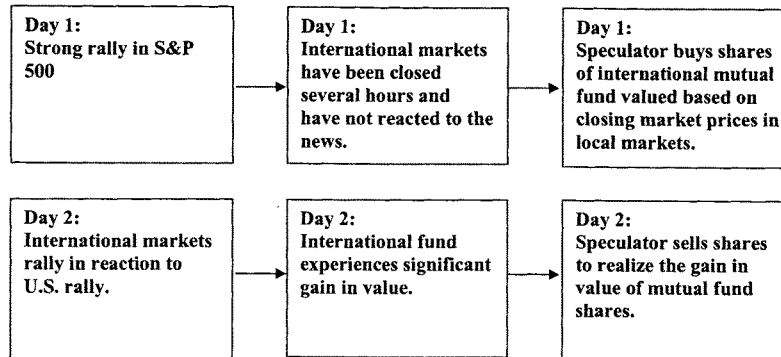 Day 1:
Strong rally in S&P
500
Day 1:
International markets
have been closed
several hours and
have not reacted to the
news.
Day 1:
Speculator buys shares
of international mutual
fund valued based on
closing market prices in
local markets.
Day 2:
International markets
rally in reaction to
U.S. rally.
Day 2:
International fund
experiences significant
gain in value.
Day 2:
Speculator sells shares
to realize the gain in
value of mutual fund
shares.